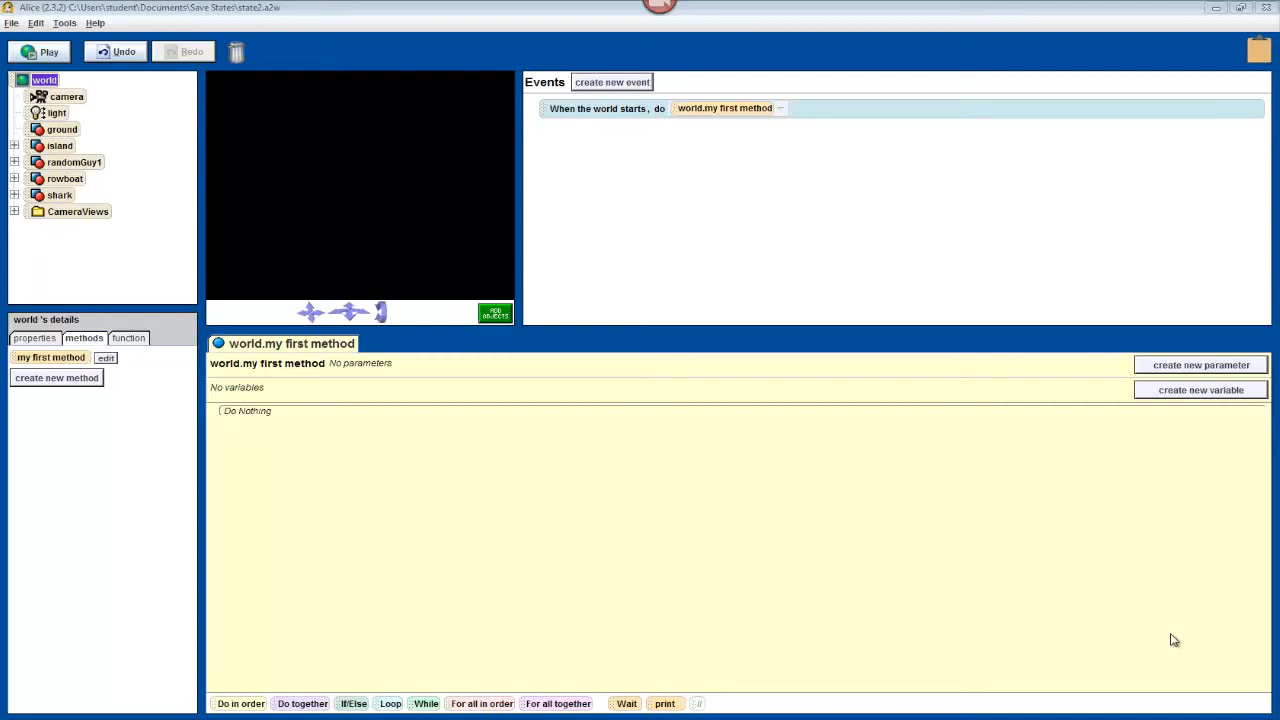 Alice (2.3.2) C:\Users\student\Documents\Save States\state2.a2w
File Edit Tools Help
Play Undo Redo
world
camera
light
ground
island
randomGuy1
rowboat
shark
CameraViews
ADD OBJECTS
Events create new event
When the world starts, do world.my first method
world 's details
properties methods function
my first method edit
create new method
world.my first method
world.my first method No parameters create new parameter
No variables create new variable
Do Nothing
Do in order Do together If/Else Loop While For all in order For all together Wait print //